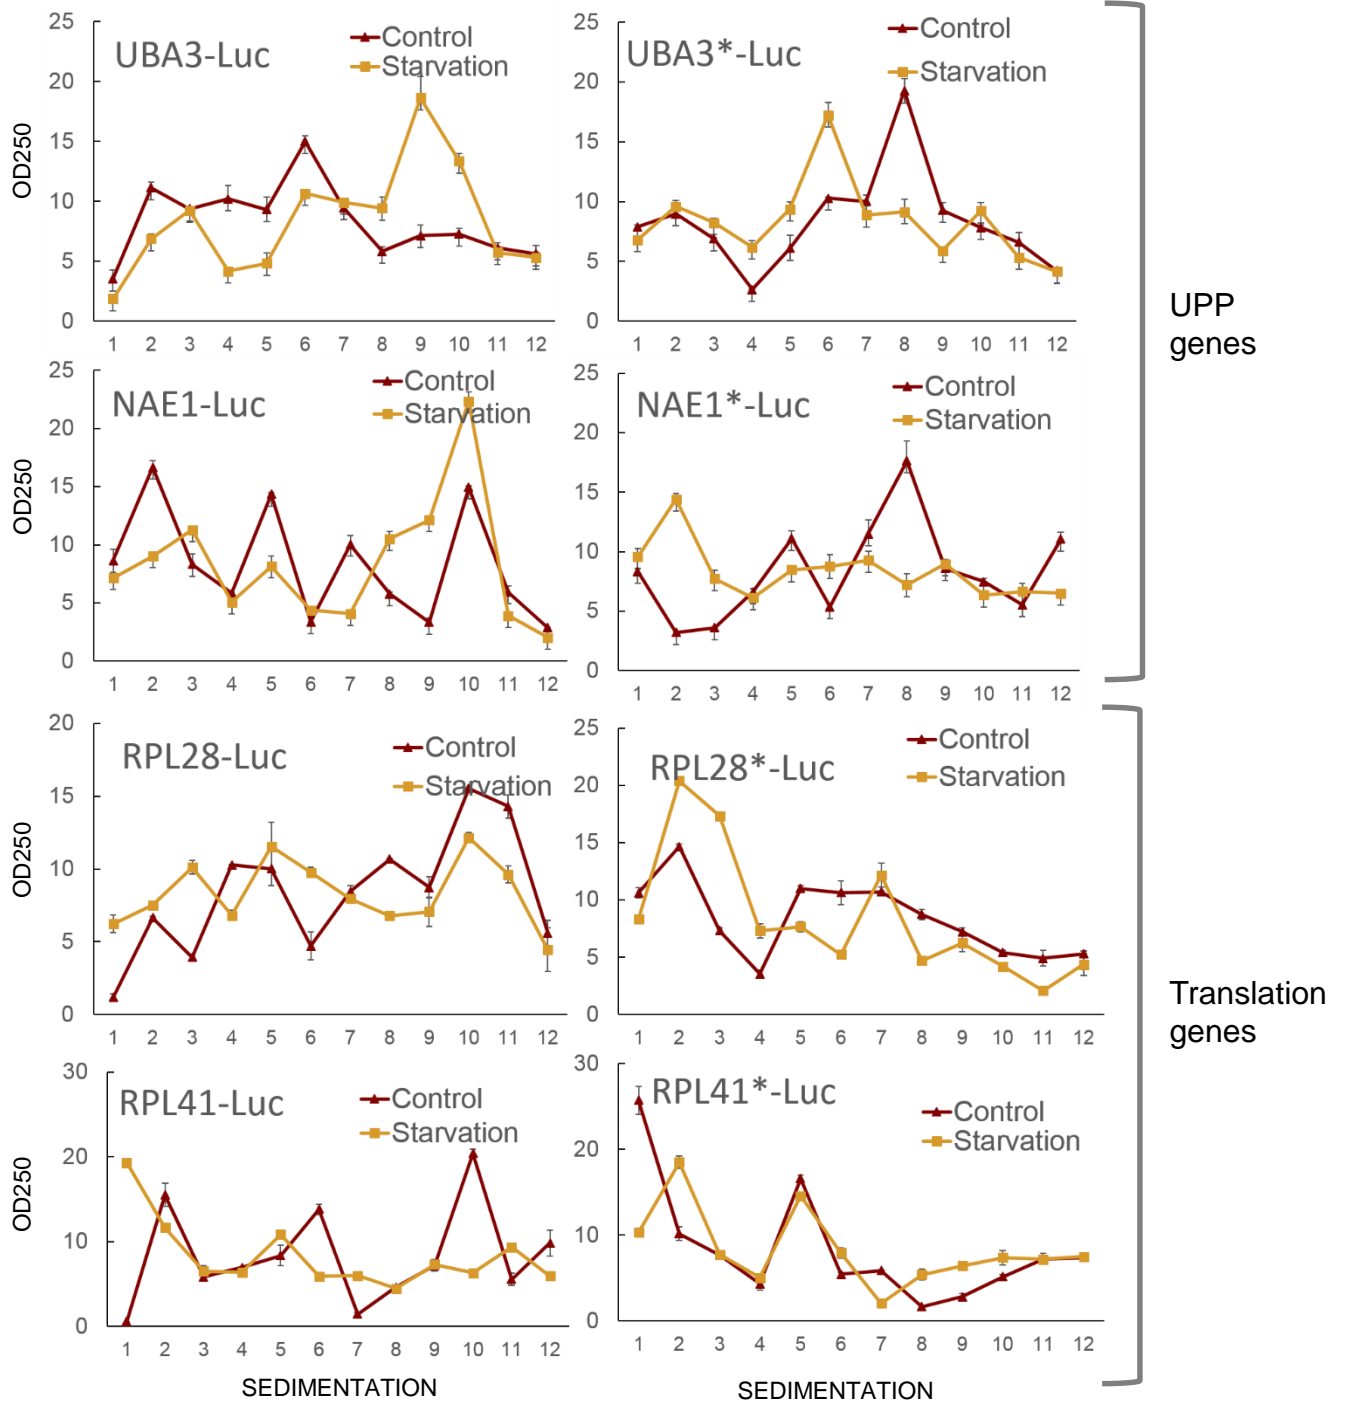 UBA3-Luc
Control
Starvation
OD250
25
20
15
10
5
0
1 2 3 4 5 6 7 8 9 10 11 12
UBA3*-Luc
Control
Starvation
25
20
15
10
5
0
1 2 3 4 5 6 7 8 9 10 11 12
NAE1-Luc
Control
Starvation
OD250
25
20
15
10
5
0
1 2 3 4 5 6 7 8 9 10 11 12
NAE1*-Luc
Control
Starvation
25
20
15
10
5
0
1 2 3 4 5 6 7 8 9 10 11 12
UPP
genes
RPL28-Luc
Control
Starvation
OD250
20
15
10
5
0
1 2 3 4 5 6 7 8 9 10 11 12
RPL28*-Luc
Control
Starvation
25
20
15
10
5
0
1 2 3 4 5 6 7 8 9 10 11 12
RPL41-Luc
Control
Starvation
OD250
30
20
10
0
1 2 3 4 5 6 7 8 9 10 11 12
SEDIMENTATION
RPL41*-Luc
Control
Starvation
30
20
10
0
1 2 3 4 5 6 7 8 9 10 11 12
SEDIMENTATION
Translation
genes